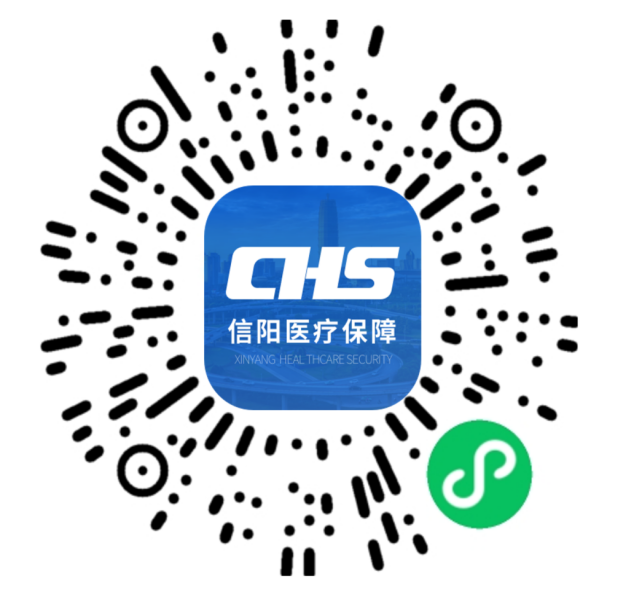 CHS
信阳医疗保障
XINYANG HEALTHCARE SECURITY